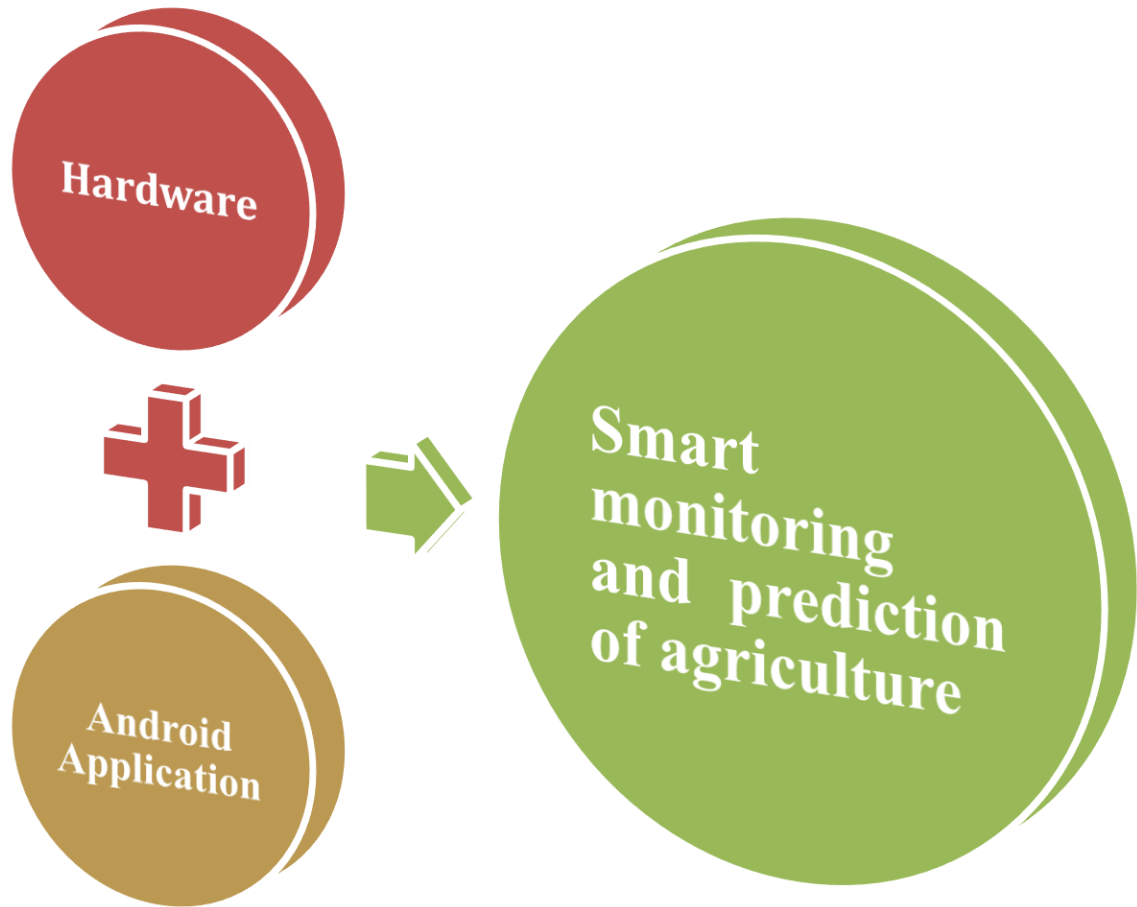 Hardware
Android
Application
Smart
monitoring
and prediction
of agriculture